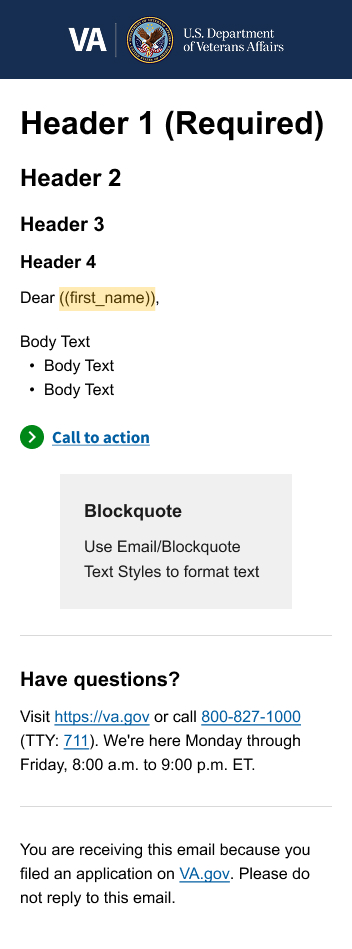 VA
U.S. Department
of Veterans Affairs
Header 1 (Required)
Header 2
Header 3
Header 4
Dear ((first_name)),
Body Text
• Body Text
• Body Text
Call to action
Blockquote
Use Email/Blockquote
Text Styles to format text
Have questions?
Visit https://va.gov or call 800-827-1000
(TTY: 711). We're here Monday through
Friday, 8:00 a.m. to 9:00 p.m. ET.
You are receiving this email because you
filed an application on VA.gov. Please do
not reply to this email.